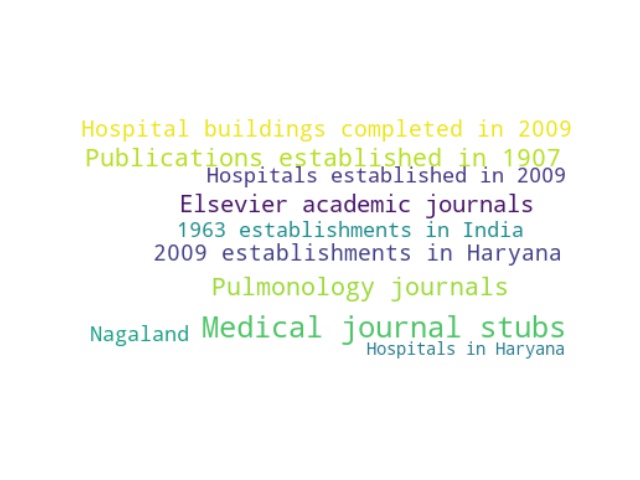 Hospital buildings completed in 2009
Publications established in 1907
Hospitals established in 2009
Elsevier academic journals
1963 establishments in India
2009 establishments in Haryana
Pulmonology journals
Nagaland Medical journal stubs
Hospitals in Haryana